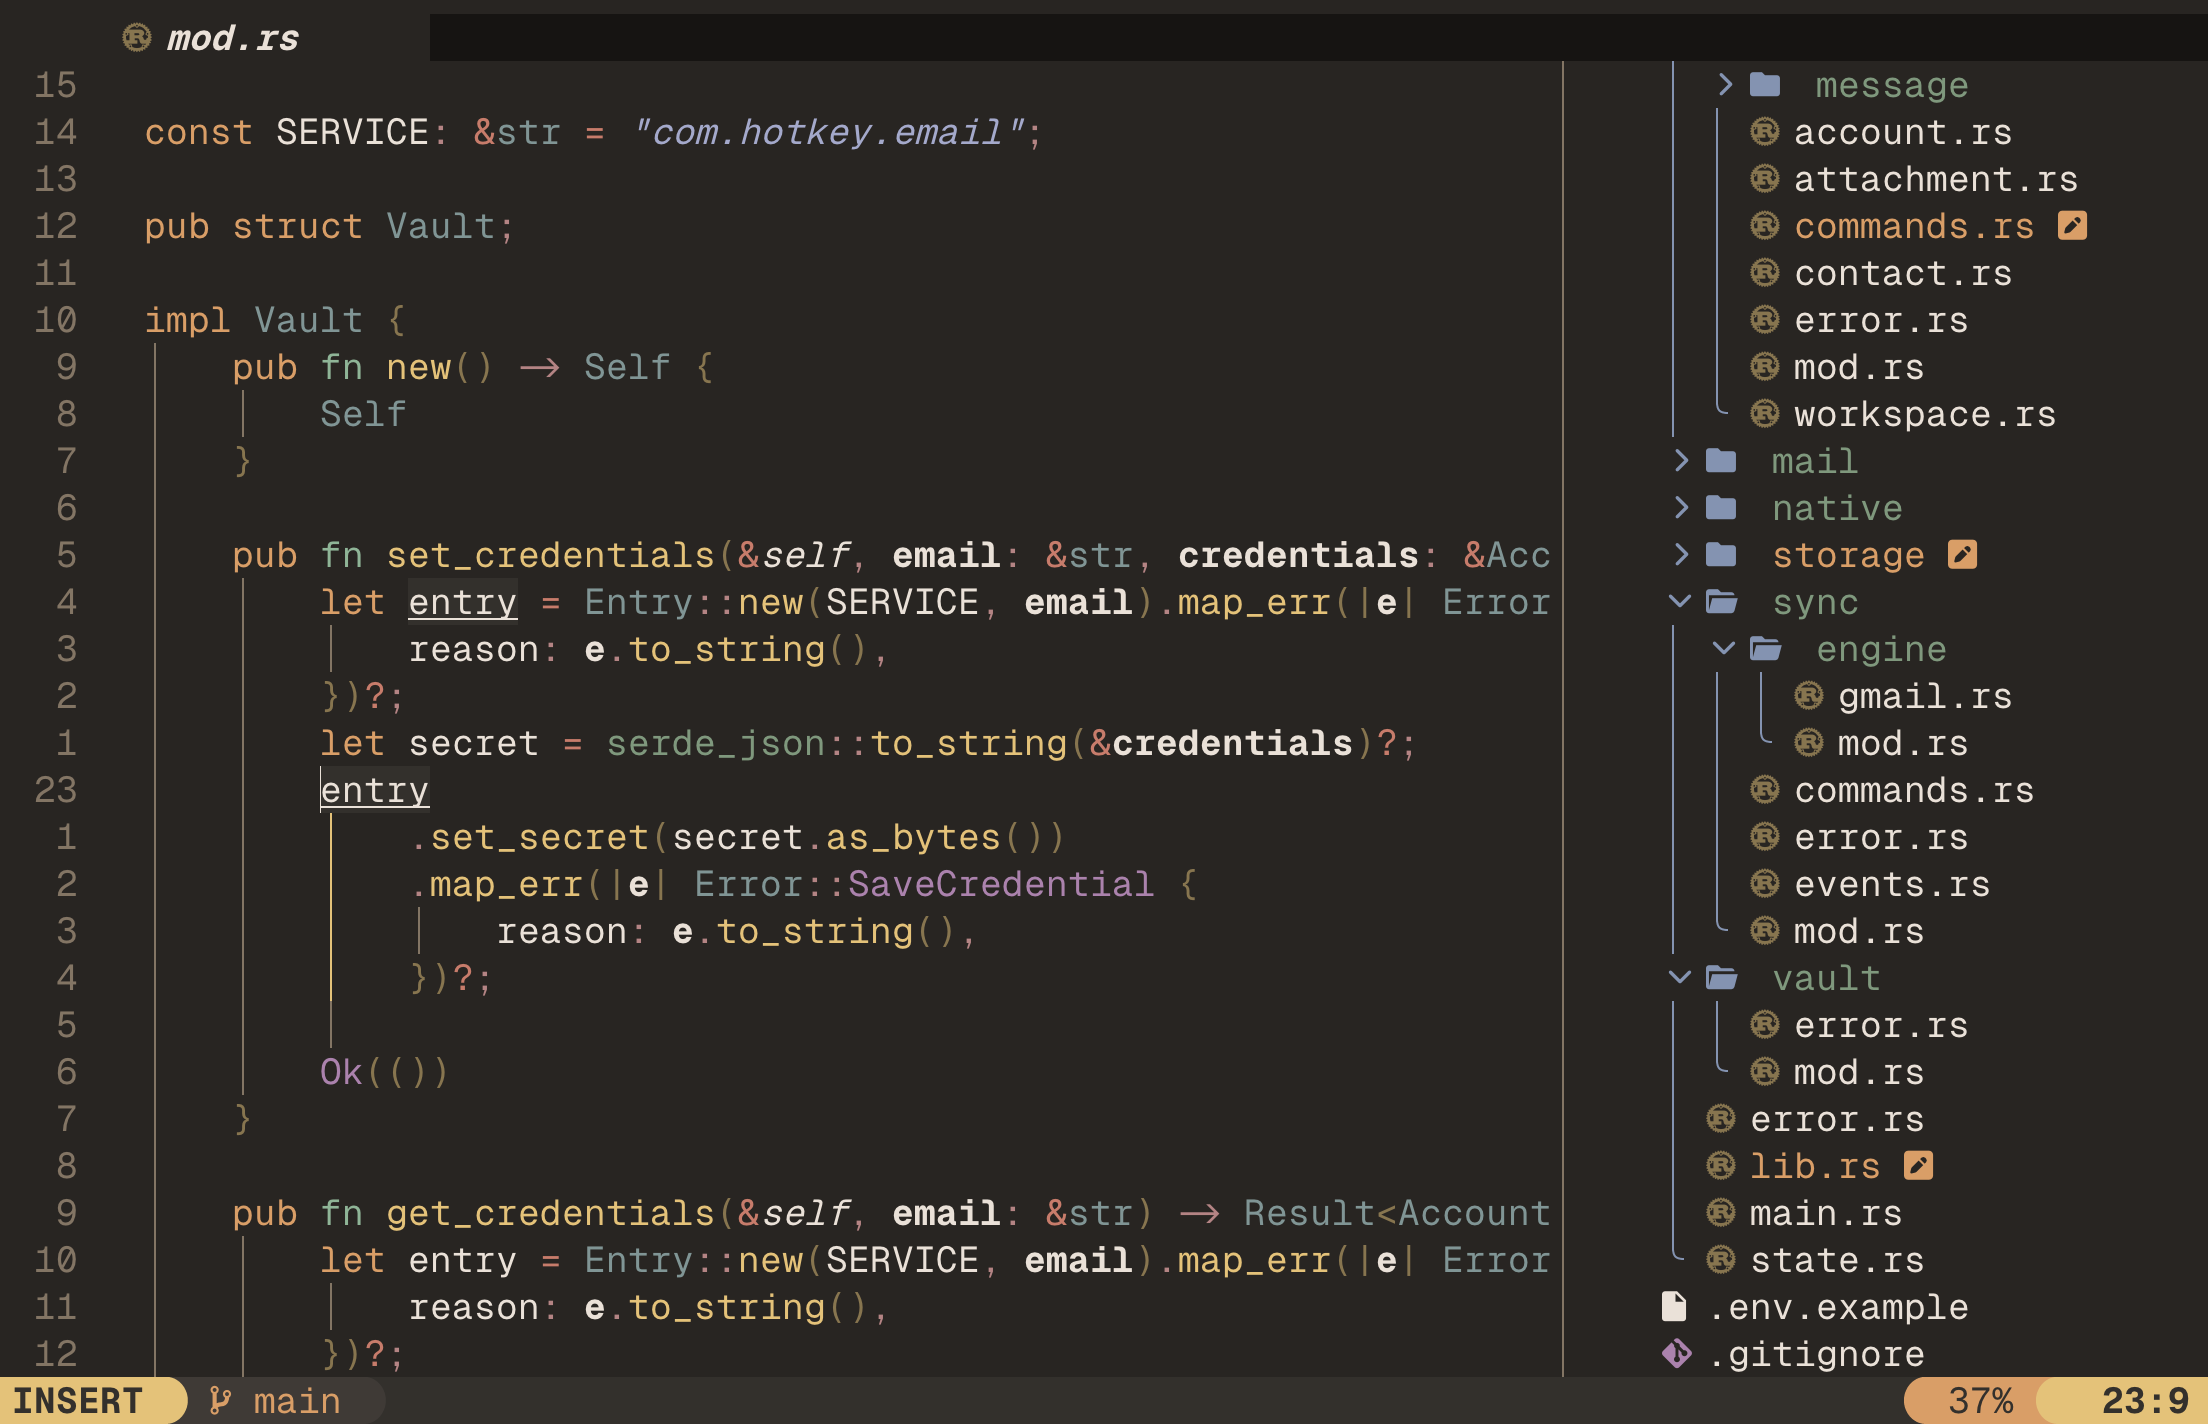 mod.rs
15
14 const SERVICE: &str = "com.hotkey.email";
13
12 pub struct Vault;
11
10 impl Vault {
9 pub fn new() → Self {
8 Self
7 }
6
5 pub fn set_credentials(&self, email: &str, credentials: &Acc
4 let entry = Entry::new(SERVICE, email).map_err(|e| Error
3 reason: e.to_string(),
2 })?;
1 let secret = serde_json::to_string(&credentials)?;
23 entry
1 .set_secret(secret.as_bytes())
2 .map_err(|e| Error::SaveCredential {
3 reason: e.to_string(),
4 })?;
5
6 Ok(())
7 }
8
9 pub fn get_credentials(&self, email: &str) → Result<Account
10 let entry = Entry::new(SERVICE, email).map_err(|e| Error
11 reason: e.to_string(),
12 })?;
message
account.rs
attachment.rs
commands.rs
contact.rs
error.rs
mod.rs
workspace.rs
mail
native
storage
sync
engine
gmail.rs
mod.rs
commands.rs
error.rs
events.rs
mod.rs
vault
error.rs
mod.rs
error.rs
lib.rs
main.rs
state.rs
.env.example
.gitignore
INSERT main 37% 23:9